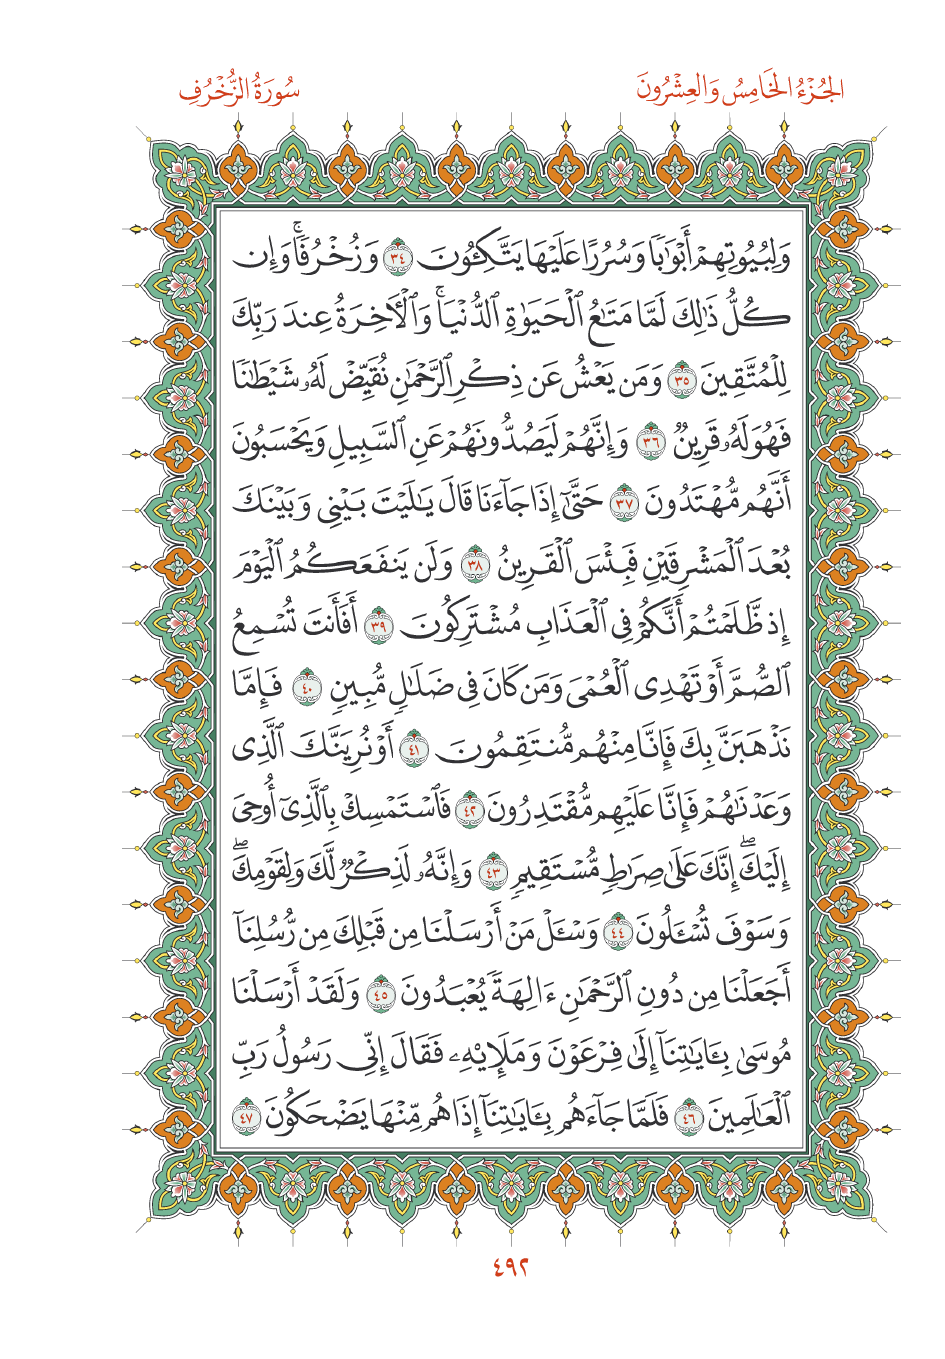 الجُزْءُ الخَامِسُ وَالعِشْرُونَ
سُورَةُ الزُّخْرُفِ
وَلِبُيُوتِهِمْ أَبْوَٰبٗا وَسُرُرًا عَلَيْهَا يَتَّكِـُٔونَ ٣٤ وَزُخْرُفٗاۚ وَإِن
كُلُّ ذَٰلِكَ لَمَّا مَتَٰعُ ٱلْحَيَوٰةِ ٱلدُّنْيَاۚ وَٱلْأٓخِرَةُ عِندَ رَبِّكَ
لِلْمُتَّقِينَ ٣٥ وَمَن يَعْشُ عَن ذِكْرِ ٱلرَّحْمَٰنِ نُقَيِّضْ لَهُۥ شَيْطَٰنٗا
فَهُوَ لَهُۥ قَرِينٞ ٣٦ وَإِنَّهُمْ لَيَصُدُّونَهُمْ عَنِ ٱلسَّبِيلِ وَيَحْسَبُونَ
أَنَّهُم مُّهْتَدُونَ ٣٧ حَتَّىٰٓ إِذَا جَآءَنَا قَالَ يَٰلَيْتَ بَيْنِي وَبَيْنَكَ
بُعْدَ ٱلْمَشْرِقَيْنِ فَبِئْسَ ٱلْقَرِينُ ٣٨ وَلَن يَنفَعَكُمُ ٱلْيَوْمَ
إِذ ظَّلَمْتُمْ أَنَّكُمْ فِي ٱلْعَذَابِ مُشْتَرِكُونَ ٣٩ أَفَأَنتَ تُسْمِعُ
ٱلصُّمَّ أَوْ تَهْدِي ٱلْعُمْيَ وَمَن كَانَ فِي ضَلَٰلٖ مُّبِينٖ ٤٠ فَإِمَّا
نَذْهَبَنَّ بِكَ فَإِنَّا مِنْهُم مُّنتَقِمُونَ ٤١ أَوْ نُرِيَنَّكَ ٱلَّذِي
وَعَدْنَٰهُمْ فَإِنَّا عَلَيْهِم مُّقْتَدِرُونَ ٤٢ فَٱسْتَمْسِكْ بِٱلَّذِيٓ أُوحِيَ
إِلَيْكَۖ إِنَّكَ عَلَىٰ صِرَٰطٖ مُّسْتَقِيمٖ ٤٣ وَإِنَّهُۥ لَذِكْرٞ لَّكَ وَلِقَوْمِكَۖ
وَسَوْفَ تُسْـَٔلُونَ ٤٤ وَسْـَٔلْ مَنْ أَرْسَلْنَا مِن قَبْلِكَ مِن رُّسُلِنَآ
أَجَعَلْنَا مِن دُونِ ٱلرَّحْمَٰنِ ءَالِهَةٗ يُعْبَدُونَ ٤٥ وَلَقَدْ أَرْسَلْنَا
مُوسَىٰ بِـَٔايَٰتِنَآ إِلَىٰ فِرْعَوْنَ وَمَلَإِيْهِۦ فَقَالَ إِنِّي رَسُولُ رَبِّ
ٱلْعَٰلَمِينَ ٤٦ فَلَمَّا جَآءَهُم بِـَٔايَٰتِنَآ إِذَا هُم مِّنْهَا يَضْحَكُونَ ٤٧
٤٩٢